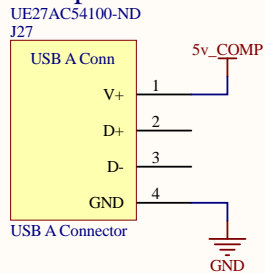 UE27AC54100-ND
J27
USB A Conn
5v_COMP
V+ 1
D+ 2
D- 3
GND 4
USB A Connector
GND